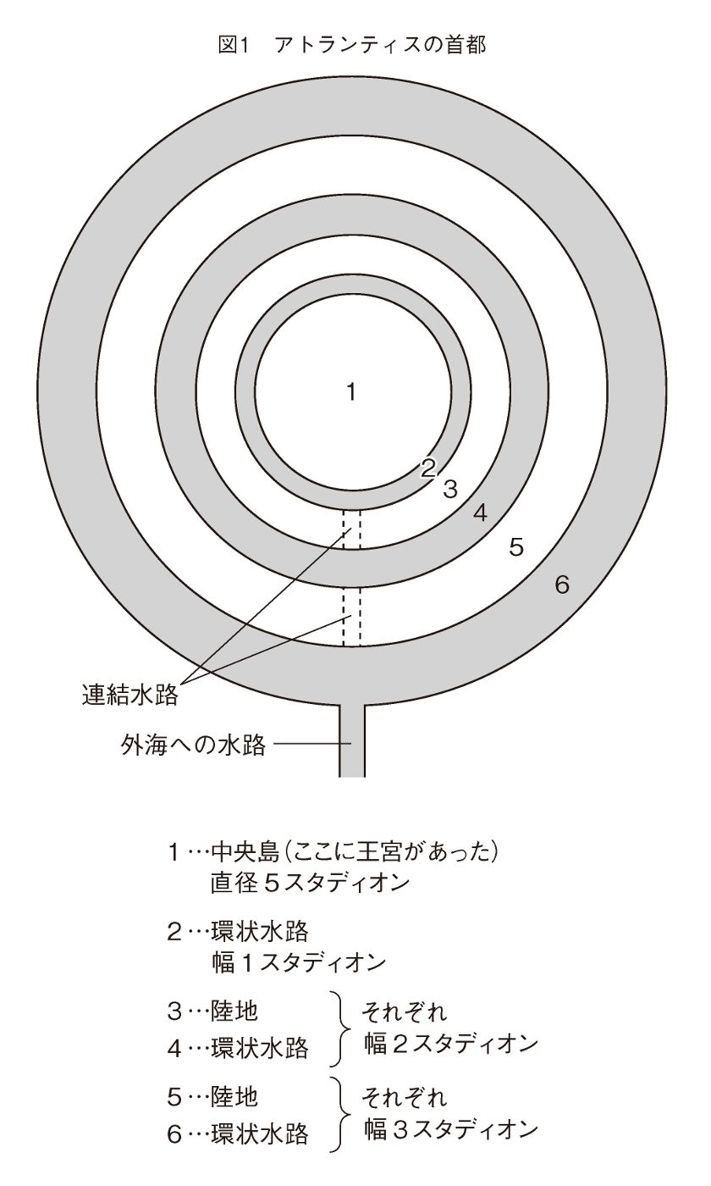 図1　アトランティスの首都
1
2
3
4
5
6
連結水路
外海への水路
1…中央島（ここに王宮があった）
直径5スタディオン
2…環状水路
幅1スタディオン
3…陸地
4…環状水路
それぞれ
幅2スタディオン
5…陸地
6…環状水路
それぞれ
幅3スタディオン